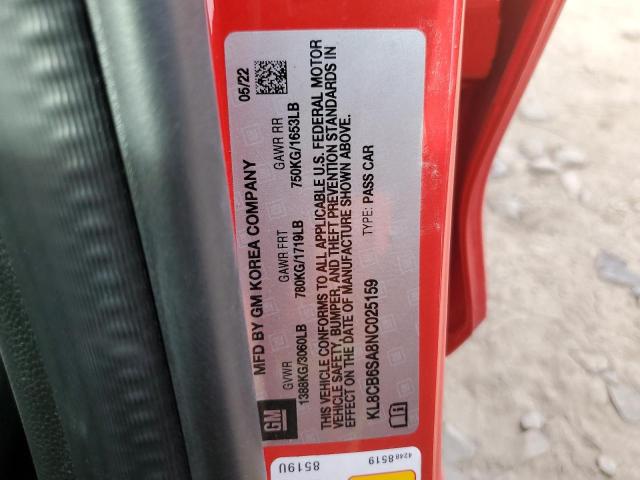 MFD BY GM KOREA COMPANY 05/22
GVWR GAWR FRT GAWR RR
1388KG/3060LB 780KG/1719LB 750KG/1653LB
THIS VEHICLE CONFORMS TO ALL APPLICABLE U.S. FEDERAL MOTOR
VEHICLE SAFETY, BUMPER, AND THEFT PREVENTION STANDARDS IN
EFFECT ON THE DATE OF MANUFACTURE SHOWN ABOVE.
KL8CB6SA8NC025159 TYPE: PASS CAR
GM
4248 8519
8519U